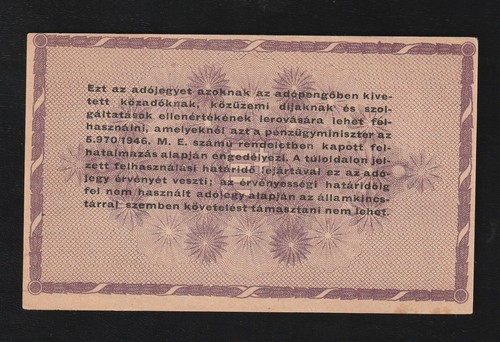 Ezt az adójegyet azoknak az adópengőben kive-
tett közadóknak, közüzemi díjaknak és szol-
gáltatások ellenértékének lerovására lehet fel-
használni, amelyeknél azt a pénzügyminiszter az
5.970/1946. M. E. számú rendeletben kapott fel-
hatalmazás alapján engedélyezi. A túloldalon jel-
zett felhasználási határidő lejártával ez az adó-
jegy érvényét veszti; az érvényességi határidőig
fel nem használt adójegy alapján az államkincs-
tárral szemben követelést támasztani nem lehet.